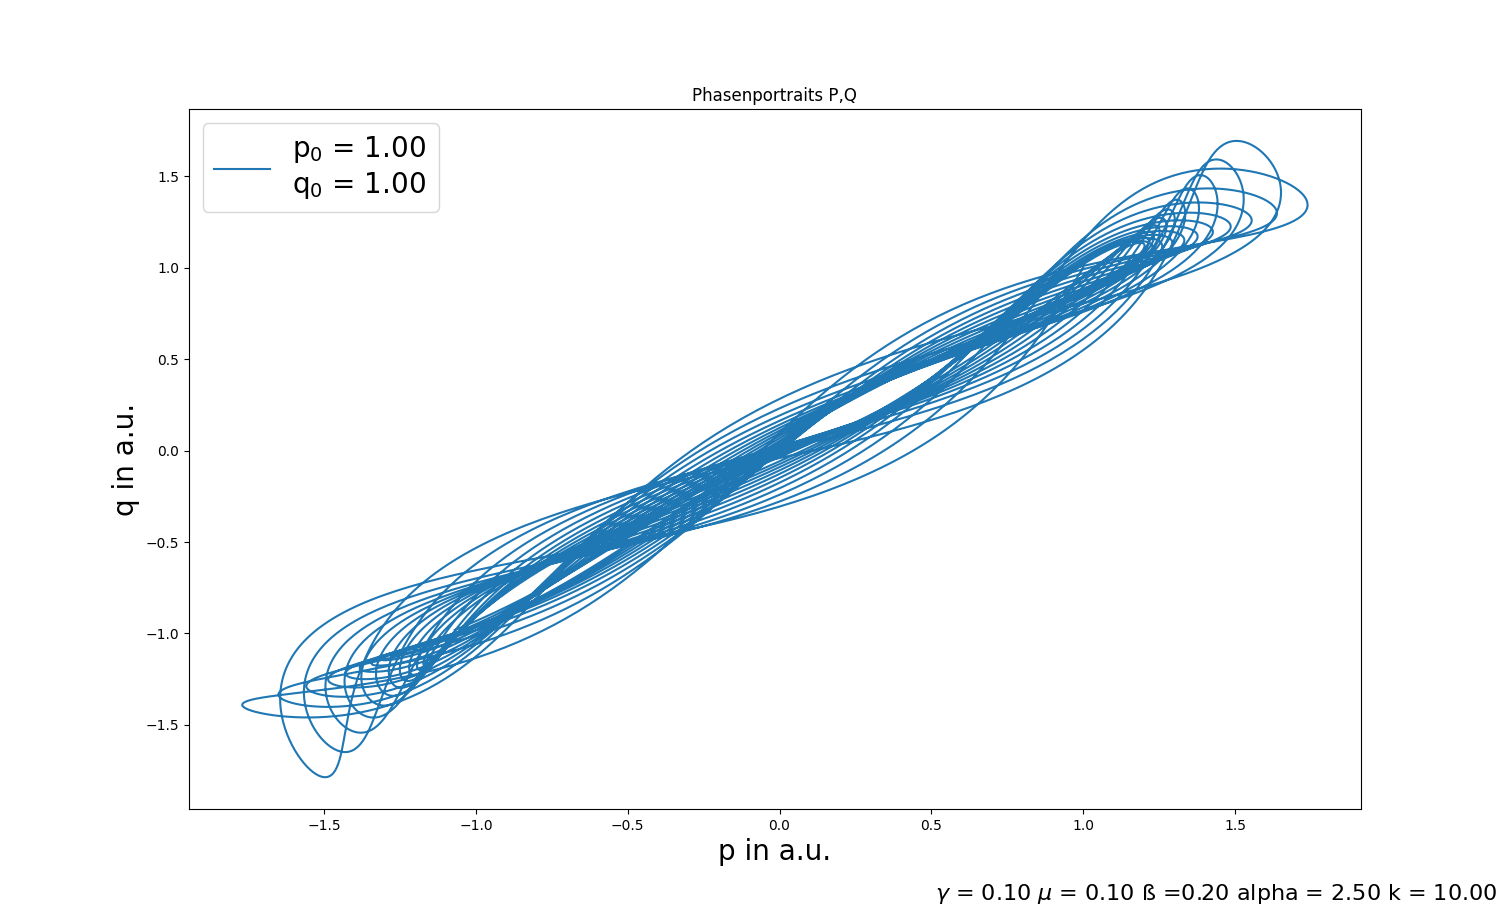 Phasenportraits P,Q
p₀ = 1.00
q₀ = 1.00
q in a.u.
1.5
1.0
0.5
0.0
−0.5
−1.0
−1.5
−1.5 −1.0 −0.5 0.0 0.5 1.0 1.5
p in a.u.
γ = 0.10 μ = 0.10 ß =0.20 alpha = 2.50 k = 10.00